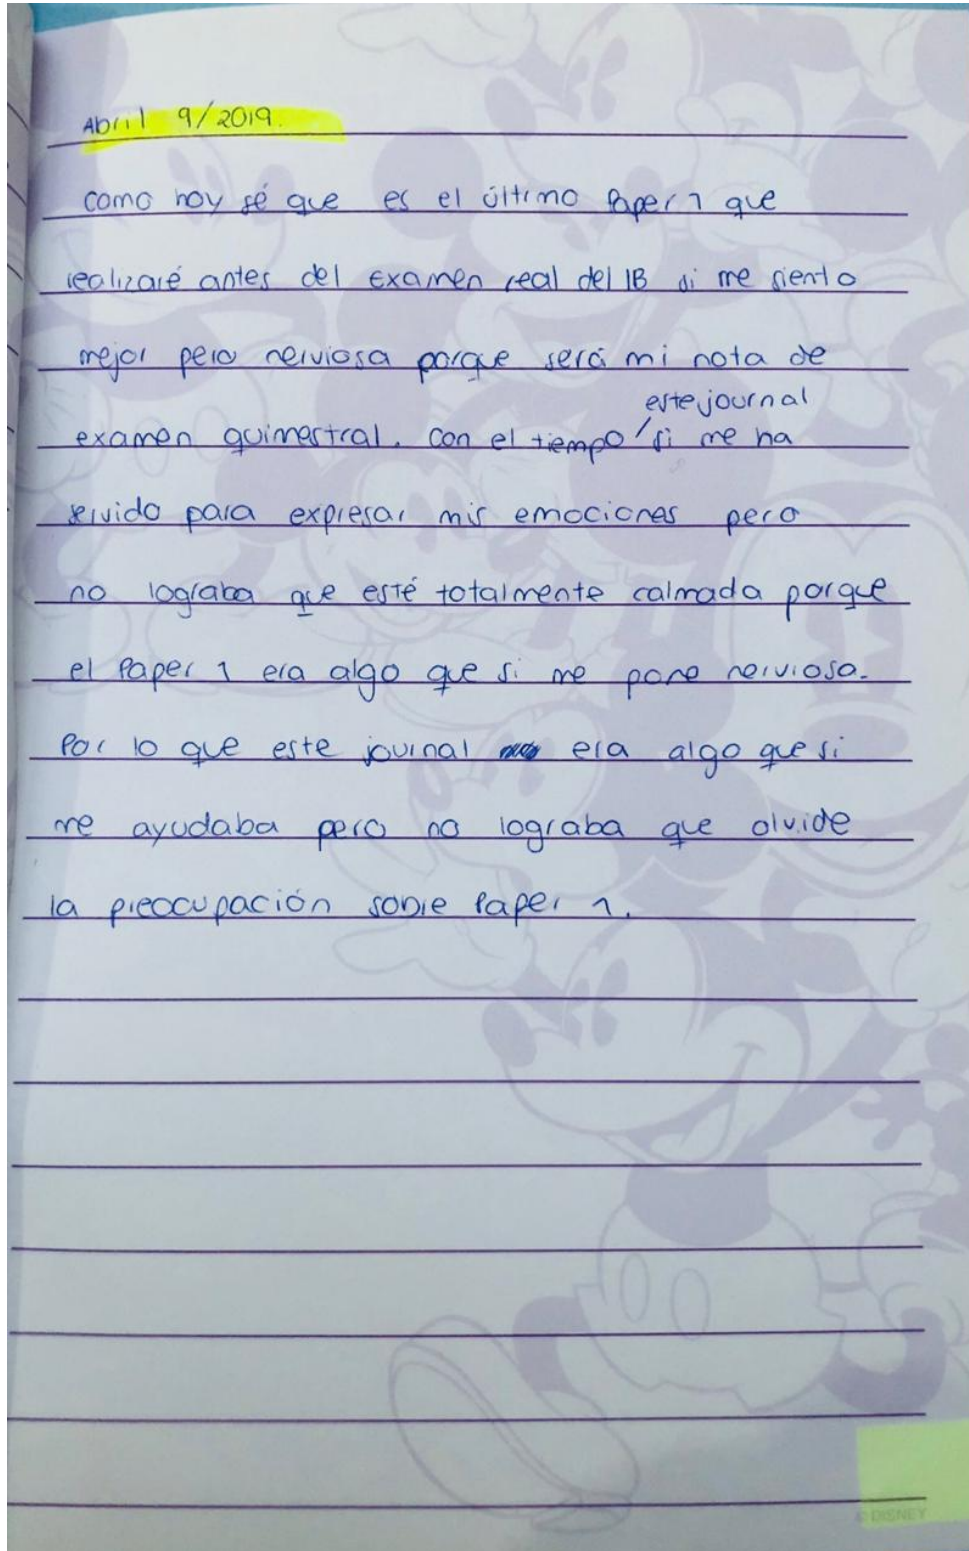 Abril 9/2019.
como hoy sé que es el último Paper 1 que
realizaré antes del examen real del IB si me siento
mejor pero nerviosa porque será mi nota de
este journal
examen quimestral. Con el tiempo / si me ha
servido para expresar mis emociones pero
no lograba que esté totalmente calmada porque
el Paper 1 era algo que si me pone nerviosa.
Por lo que este journal era algo que si
me ayudaba pero no lograba que olvide
la preocupación sobre Paper 1.
© DISNEY